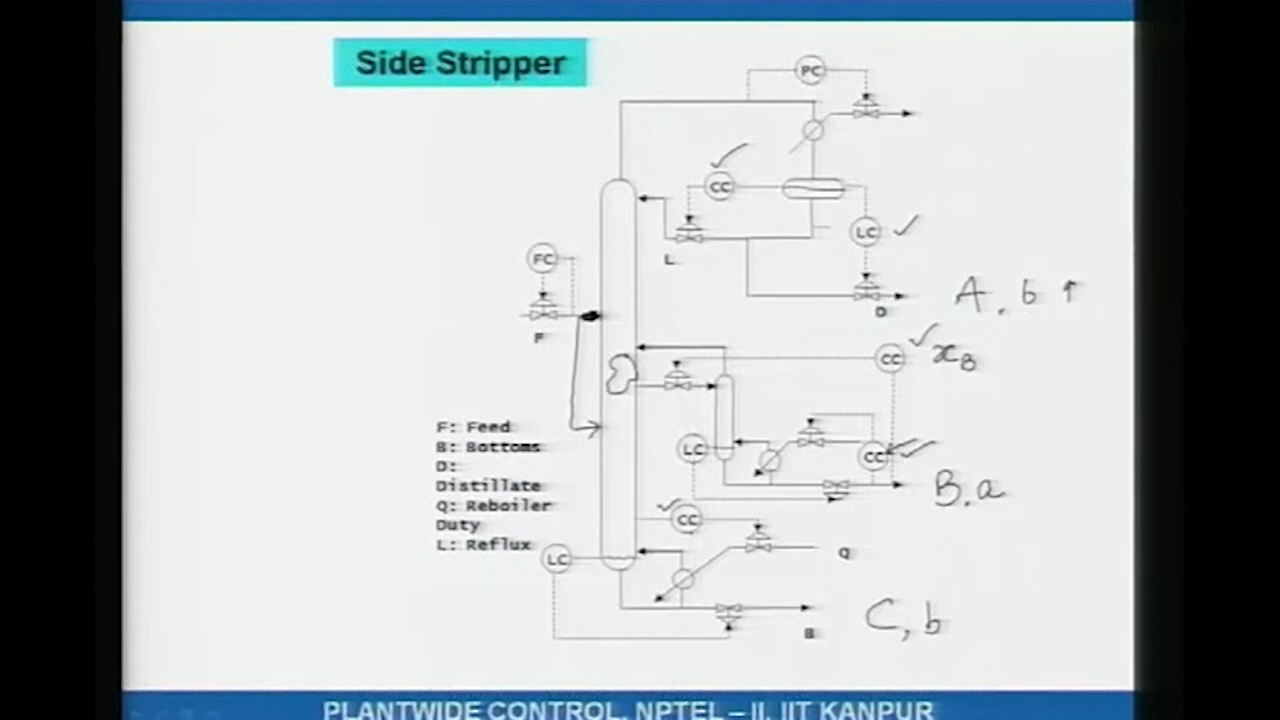 Side Stripper
PC
CC
LC
L
FC
F
D
A, b ↑
CC
x_B
LC
CC
B, a
F: Feed
B: Bottoms
D:
Distillate
Q: Reboiler
Duty
L: Reflux
CC
Q
LC
B
C, b
PLANTWIDE CONTROL, NPTEL – II, IIT KANPUR